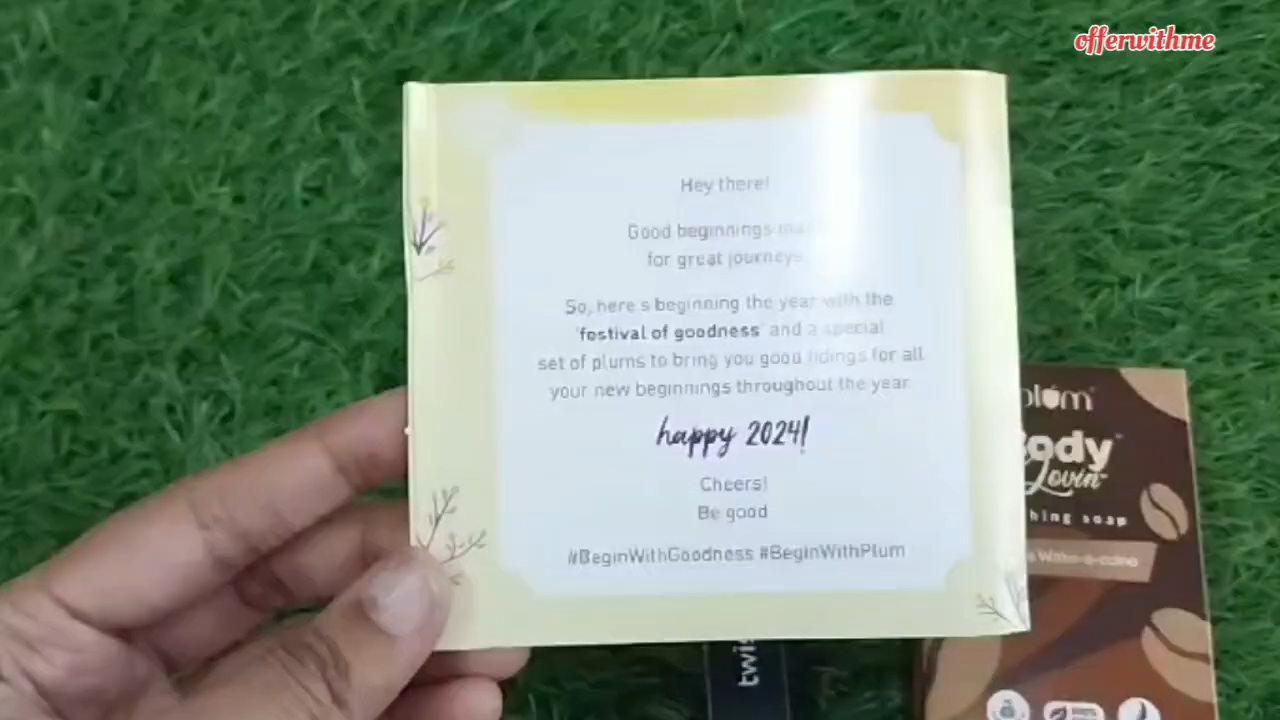 offerwithme
Hey there!
Good beginnings
for great journeys.
So, here's beginning the year with the
'festival of goodness' and a special
set of plums to bring you good tidings for all
your new beginnings throughout the year
happy 2024!
Cheers!
Be good
#BeginWithGoodness #BeginWithPlum
plum
Body
Lovin'
soap
twis